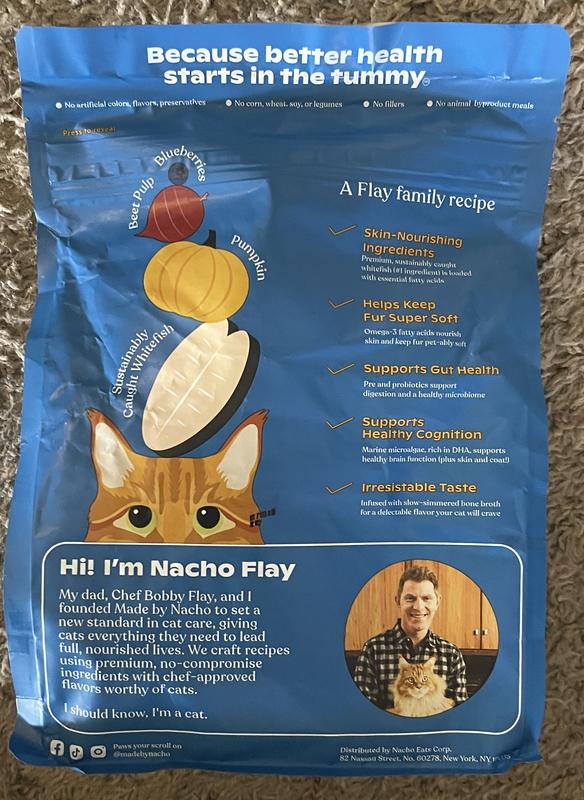 Because better health
starts in the tummy
No artificial colors, flavors, preservatives
No corn, wheat, soy, or legumes
No fillers
No animal byproduct meals
Press to reveal
Blueberries
Beet Pulp
Pumpkin
Sustainably
Caught Whitefish
A Flay family recipe
Skin-Nourishing
Ingredients
Premium, sustainably caught
whitefish (#1 ingredient) is loaded
with essential fatty acids
Helps Keep
Fur Super Soft
Omega-3 fatty acids nourish
skin and keep fur pet-ably soft
Supports Gut Health
Pre and probiotics support
digestion and a healthy microbiome
Supports
Healthy Cognition
Marine microalgae, rich in DHA, supports
healthy brain function (plus skin and coat!)
Irresistable Taste
Infused with slow-simmered bone broth
for a delectable flavor your cat will crave
Hi! I'm Nacho Flay
My dad, Chef Bobby Flay, and I
founded Made by Nacho to set a
new standard in cat care, giving
cats everything they need to lead
full, nourished lives. We craft recipes
using premium, no-compromise
ingredients with chef-approved
flavors worthy of cats.
I should know, I'm a cat.
Paws your scroll on
@madebynacho
Distributed by Nacho Eats Corp.
82 Nassau Street, No. 60278, New York, NY